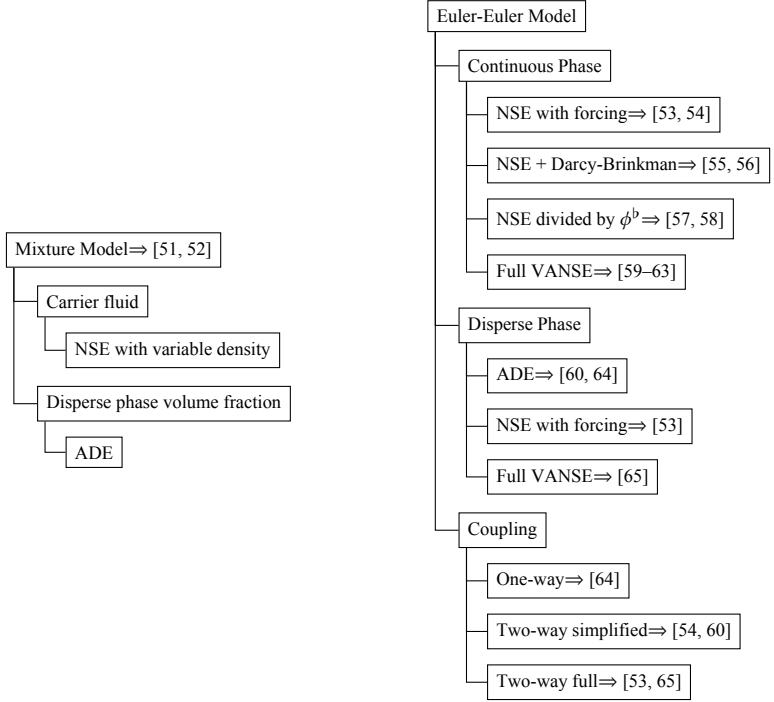 Mixture Model⇒ [51, 52]
Carrier fluid
NSE with variable density
Disperse phase volume fraction
ADE
Euler-Euler Model
Continuous Phase
NSE with forcing⇒ [53, 54]
NSE + Darcy-Brinkman⇒ [55, 56]
NSE divided by ϕ♭⇒ [57, 58]
Full VANSE⇒ [59–63]
Disperse Phase
ADE⇒ [60, 64]
NSE with forcing⇒ [53]
Full VANSE⇒ [65]
Coupling
One-way⇒ [64]
Two-way simplified⇒ [54, 60]
Two-way full⇒ [53, 65]